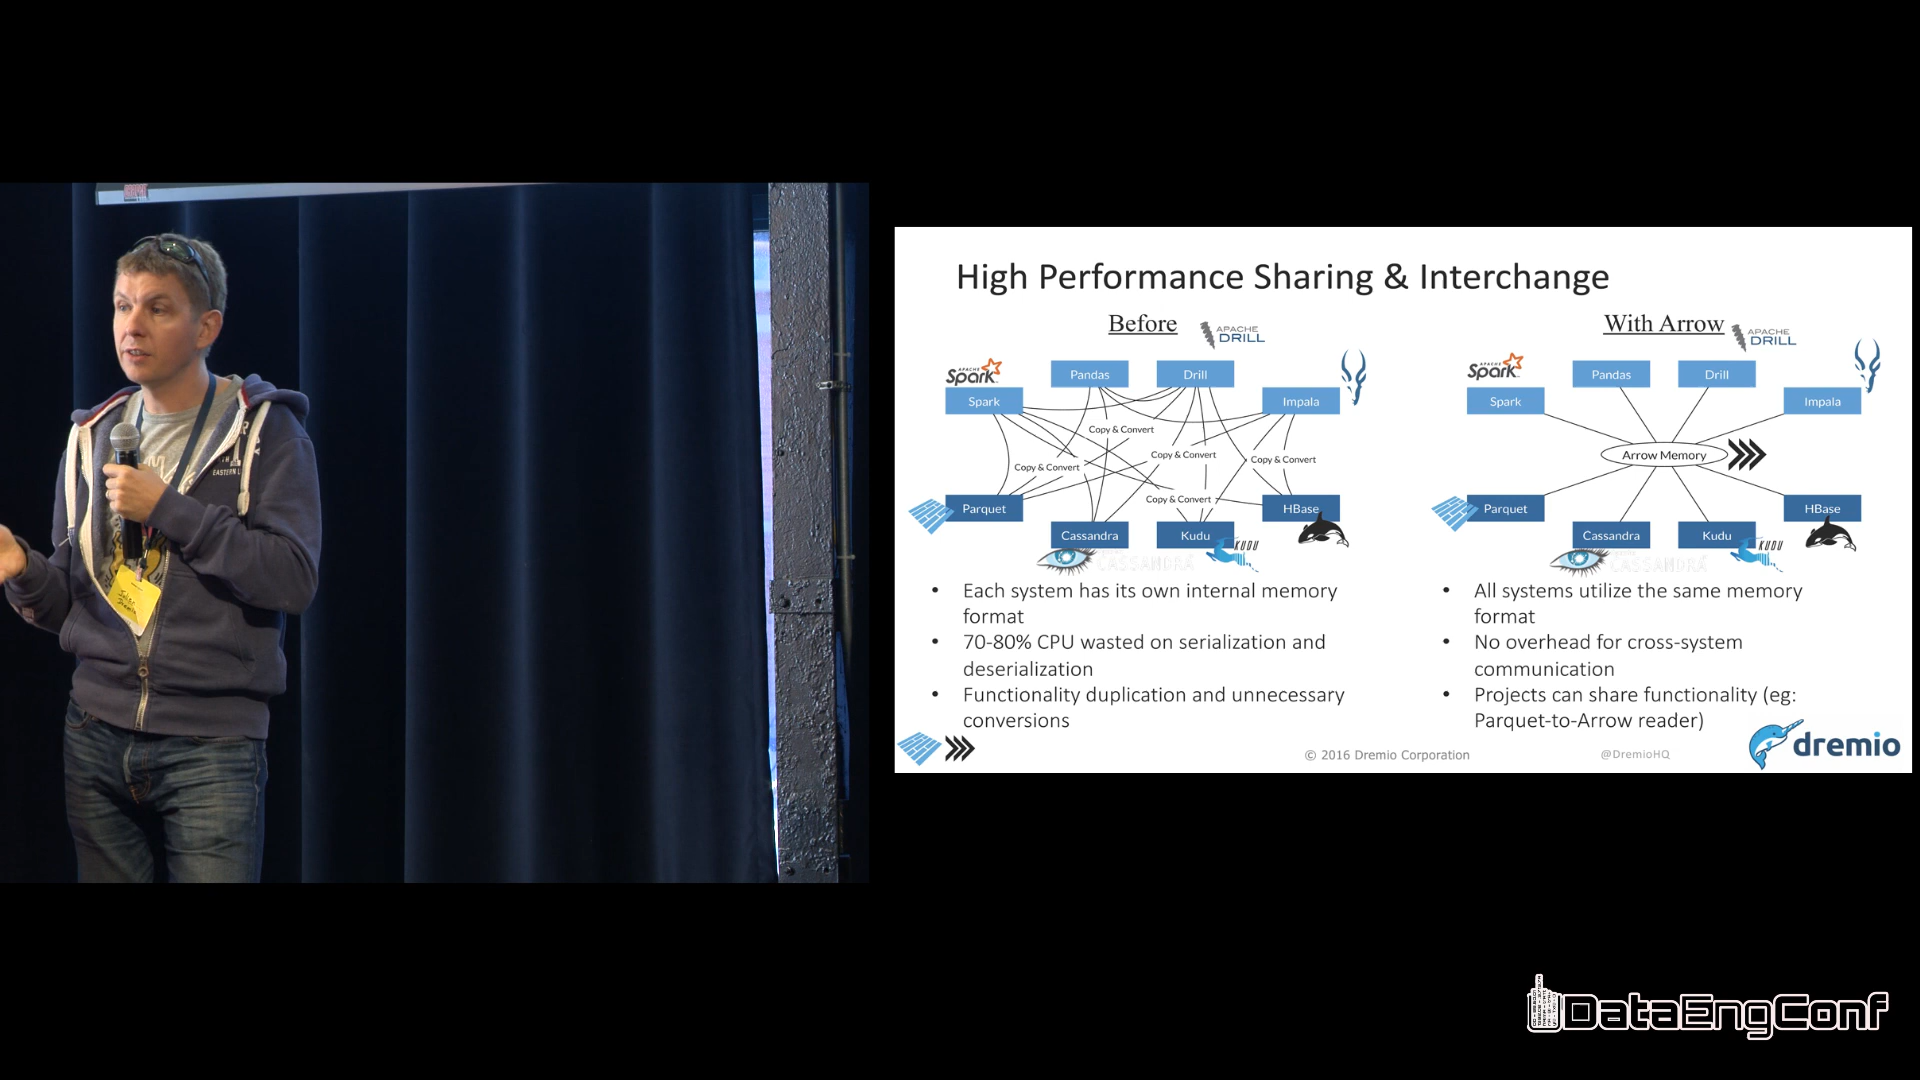 High Performance Sharing & Interchange
Before
APACHE
DRILL
APACHE
Spark
Pandas
Drill
Spark
Impala
Copy & Convert
Copy & Convert
Copy & Convert
Copy & Convert
Copy & Convert
Parquet
HBase
Cassandra
Kudu
KUDU
CASSANDRA
• Each system has its own internal memory
format
• 70-80% CPU wasted on serialization and
deserialization
• Functionality duplication and unnecessary
conversions
With Arrow
APACHE
DRILL
APACHE
Spark
Pandas
Drill
Spark
Impala
Arrow Memory
Parquet
HBase
Cassandra
Kudu
KUDU
CASSANDRA
• All systems utilize the same memory
format
• No overhead for cross-system
communication
• Projects can share functionality (eg:
Parquet-to-Arrow reader)
© 2016 Dremio Corporation
@DremioHQ
dremio
EASTERN
DataEngConf